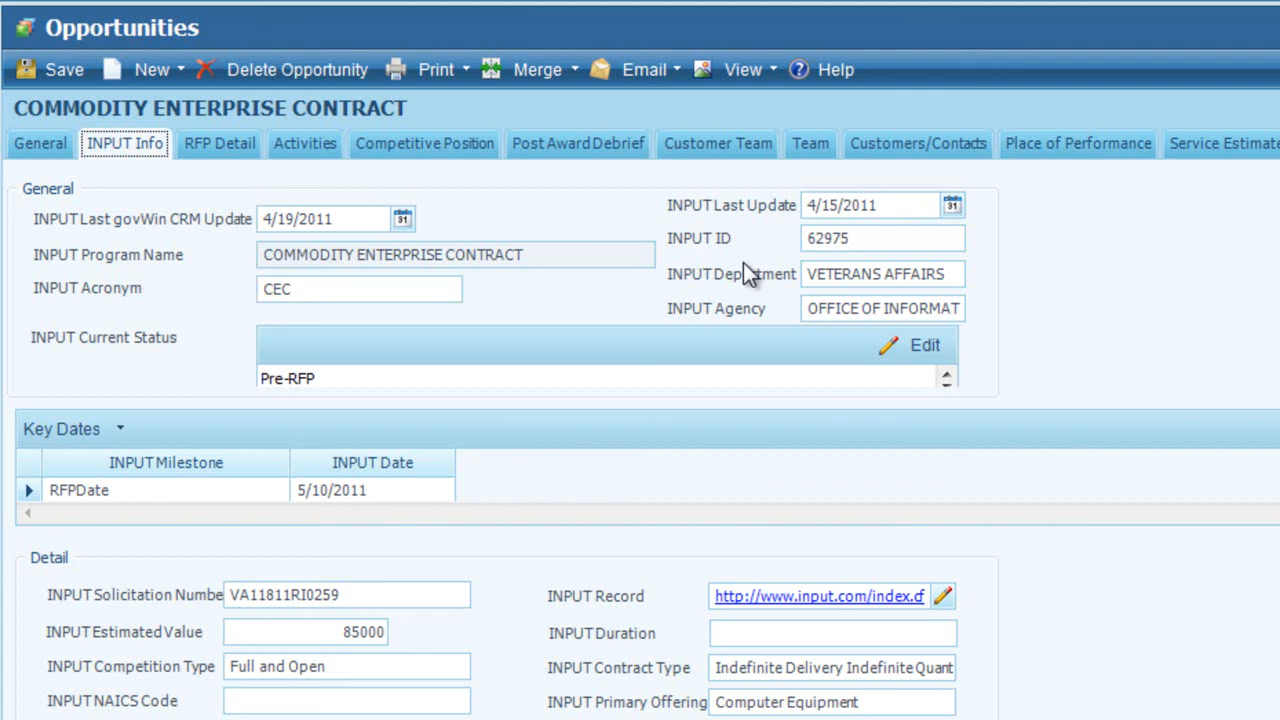 Opportunities
Save New Delete Opportunity Print Merge Email View Help
COMMODITY ENTERPRISE CONTRACT
General INPUT Info RFP Detail Activities Competitive Position Post Award Debrief Customer Team Team Customers/Contacts Place of Performance Service Estimate
General
INPUT Last govWin CRM Update 4/19/2011 31
INPUT Last Update 4/15/2011 31
INPUT ID 62975
INPUT Program Name COMMODITY ENTERPRISE CONTRACT
INPUT Department VETERANS AFFAIRS
INPUT Acronym CEC
INPUT Agency OFFICE OF INFORMAT
INPUT Current Status
Edit
Pre-RFP
Key Dates
INPUT Milestone INPUT Date
RFPDate 5/10/2011
Detail
INPUT Solicitation Numbe VA11811RI0259
INPUT Record http://www.input.com/index.cf
INPUT Estimated Value 85000
INPUT Duration
INPUT Competition Type Full and Open
INPUT Contract Type Indefinite Delivery Indefinite Quant
INPUT NAICS Code
INPUT Primary Offering Computer Equipment